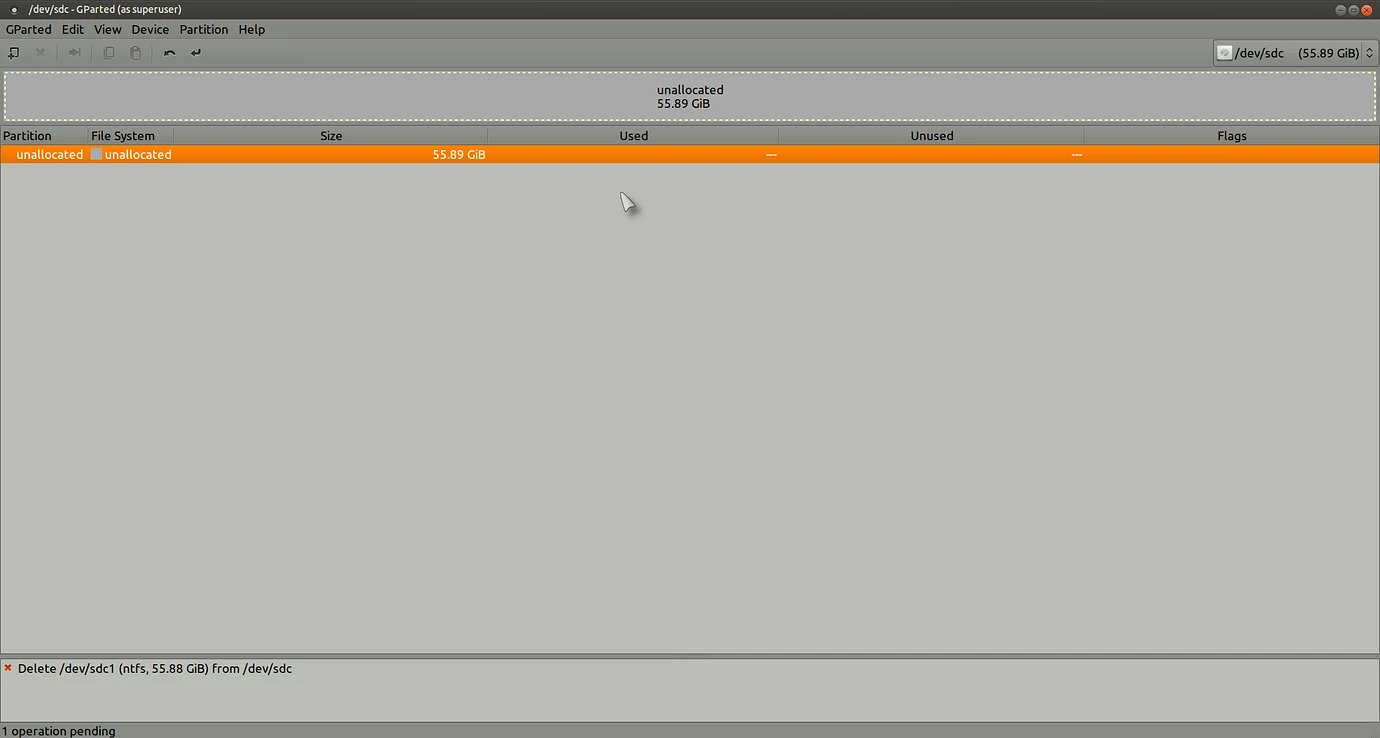 /dev/sdc - GParted (as superuser)
GParted Edit View Device Partition Help
/dev/sdc (55.89 GiB)
unallocated
55.89 GiB
Partition File System Size Used Unused Flags
unallocated unallocated 55.89 GiB --- ---
Delete /dev/sdc1 (ntfs, 55.88 GiB) from /dev/sdc
1 operation pending